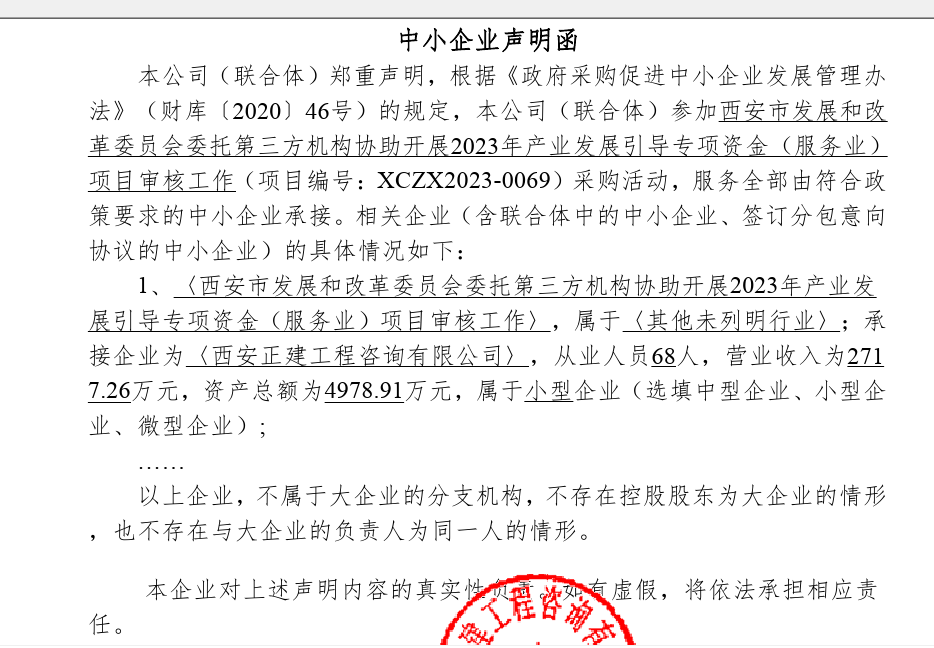 中小企业声明函
本公司（联合体）郑重声明，根据《政府采购促进中小企业发展管理办
法》（财库〔2020〕46号）的规定，本公司（联合体）参加西安市发展和改
革委员会委托第三方机构协助开展2023年产业发展引导专项资金（服务业）
项目审核工作（项目编号：XCZX2023-0069）采购活动，服务全部由符合政
策要求的中小企业承接。相关企业（含联合体中的中小企业、签订分包意向
协议的中小企业）的具体情况如下：
1、〈西安市发展和改革委员会委托第三方机构协助开展2023年产业发
展引导专项资金（服务业）项目审核工作〉，属于〈其他未列明行业〉；承
接企业为〈西安正建工程咨询有限公司〉，从业人员68人，营业收入为271
7.26万元，资产总额为4978.91万元，属于小型企业（选填中型企业、小型企
业、微型企业）；
……
以上企业，不属于大企业的分支机构，不存在控股股东为大企业的情形
，也不存在与大企业的负责人为同一人的情形。
本企业对上述声明内容的真实性负责。如有虚假，将依法承担相应责
任。
建工程咨询有